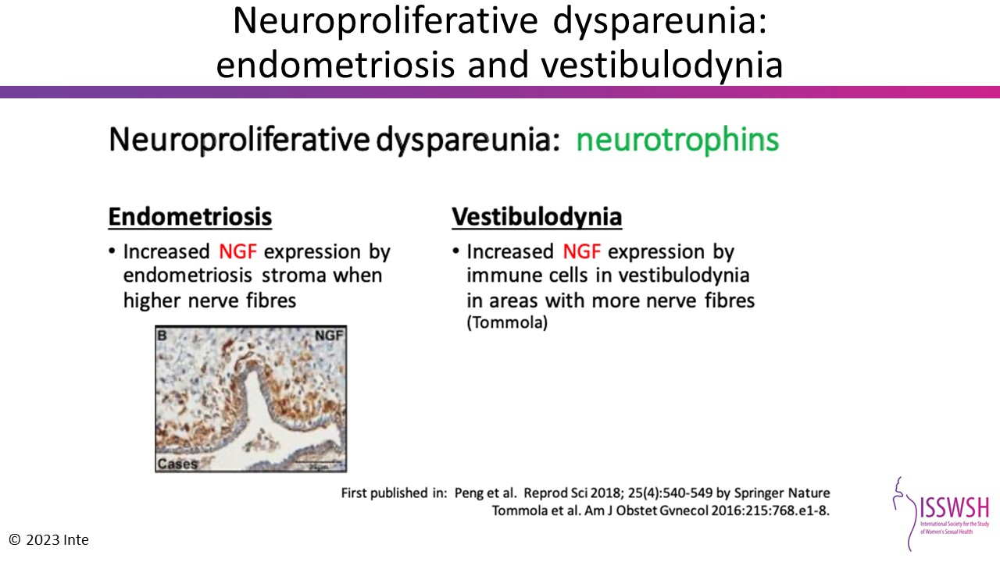 Neuroproliferative dyspareunia:
endometriosis and vestibulodynia
Neuroproliferative dyspareunia: neurotrophins
Endometriosis
• Increased NGF expression by
endometriosis stroma when
higher nerve fibres
B NGF
Cases
Vestibulodynia
• Increased NGF expression by
immune cells in vestibulodynia
in areas with more nerve fibres
(Tommola)
First published in: Peng et al. Reprod Sci 2018; 25(4):540-549 by Springer Nature
Tommola et al. Am J Obstet Gynecol 2016:215:768.e1-8.
ISSWSH
International Society for the Study
of Women's Sexual Health
© 2023 Inte